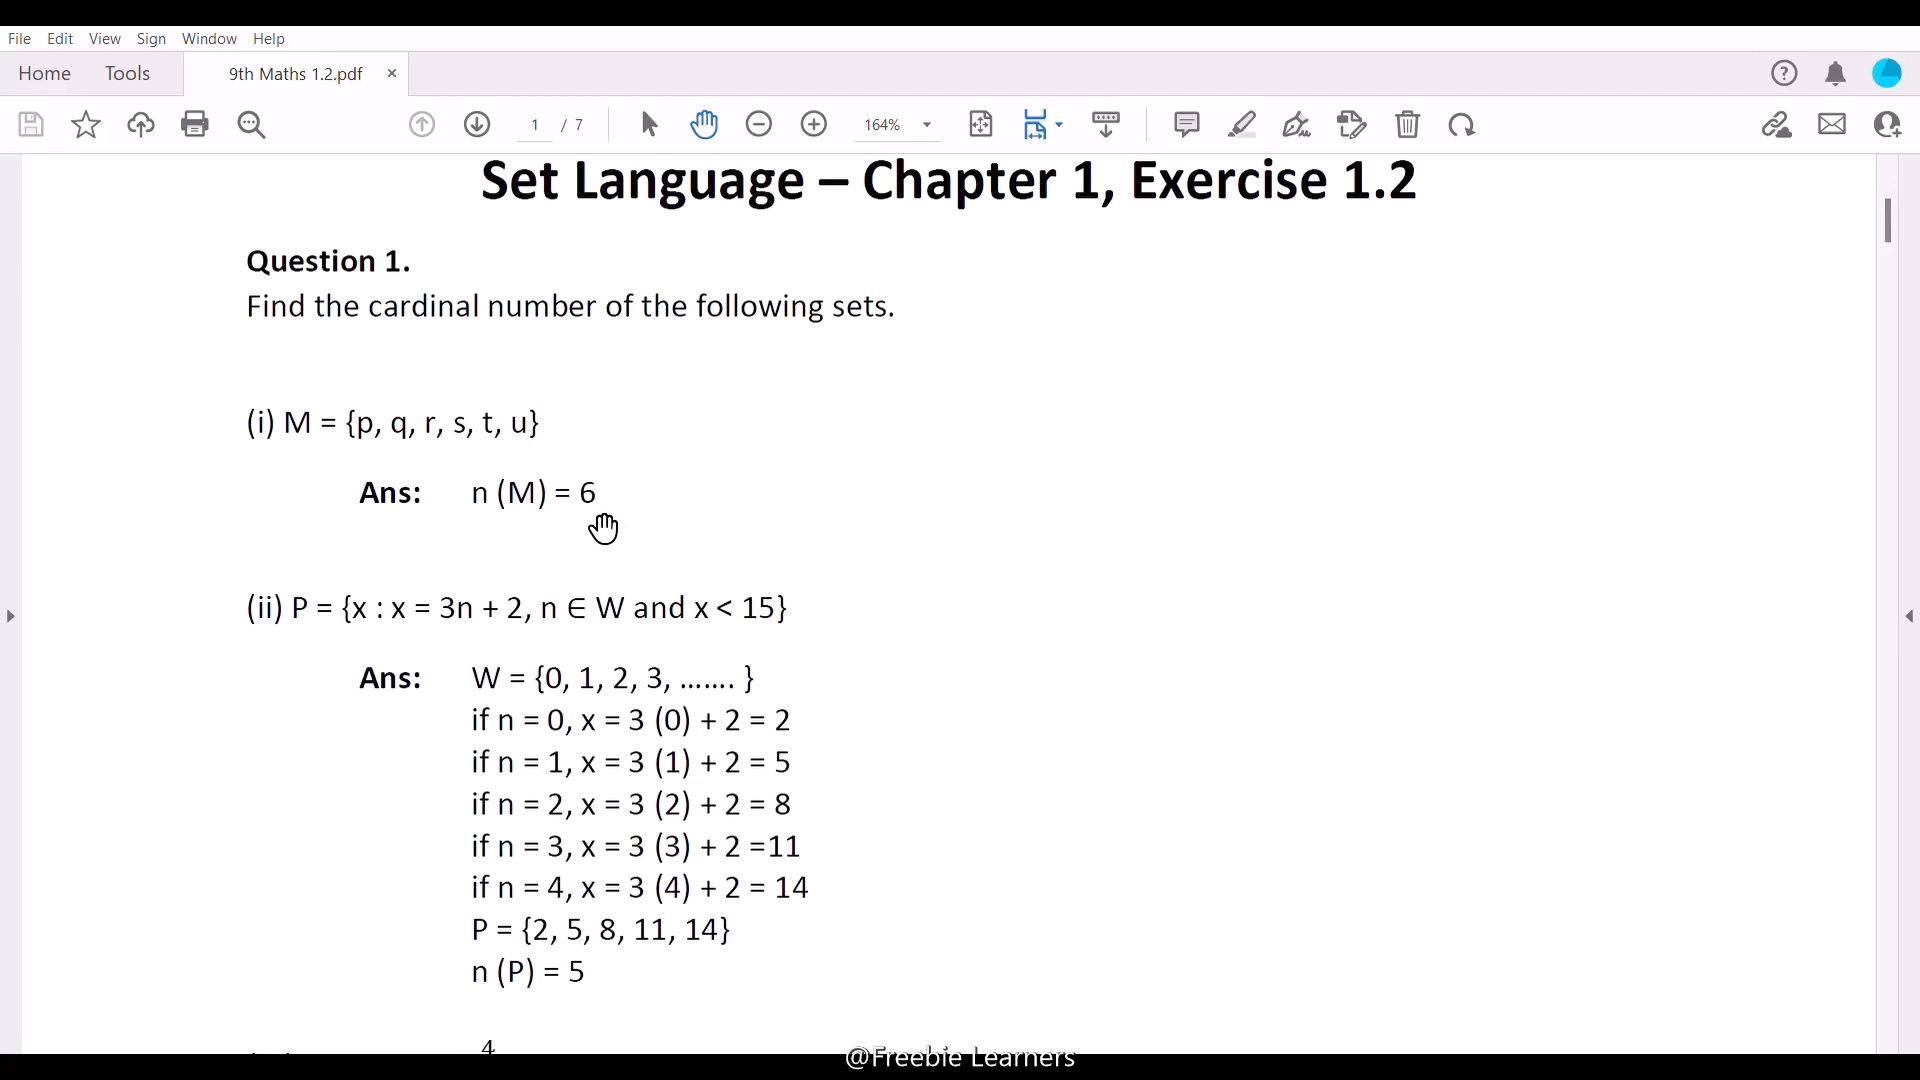 File Edit View Sign Window Help
Home Tools 9th Maths 1.2.pdf ×
1 / 7 164%
Set Language – Chapter 1, Exercise 1.2
Question 1.
Find the cardinal number of the following sets.
(i) M = {p, q, r, s, t, u}
Ans: n (M) = 6
(ii) P = {x : x = 3n + 2, n ∈ W and x < 15}
Ans: W = {0, 1, 2, 3, ....... }
if n = 0, x = 3 (0) + 2 = 2
if n = 1, x = 3 (1) + 2 = 5
if n = 2, x = 3 (2) + 2 = 8
if n = 3, x = 3 (3) + 2 =11
if n = 4, x = 3 (4) + 2 = 14
P = {2, 5, 8, 11, 14}
n (P) = 5
4
@Freebie Learners